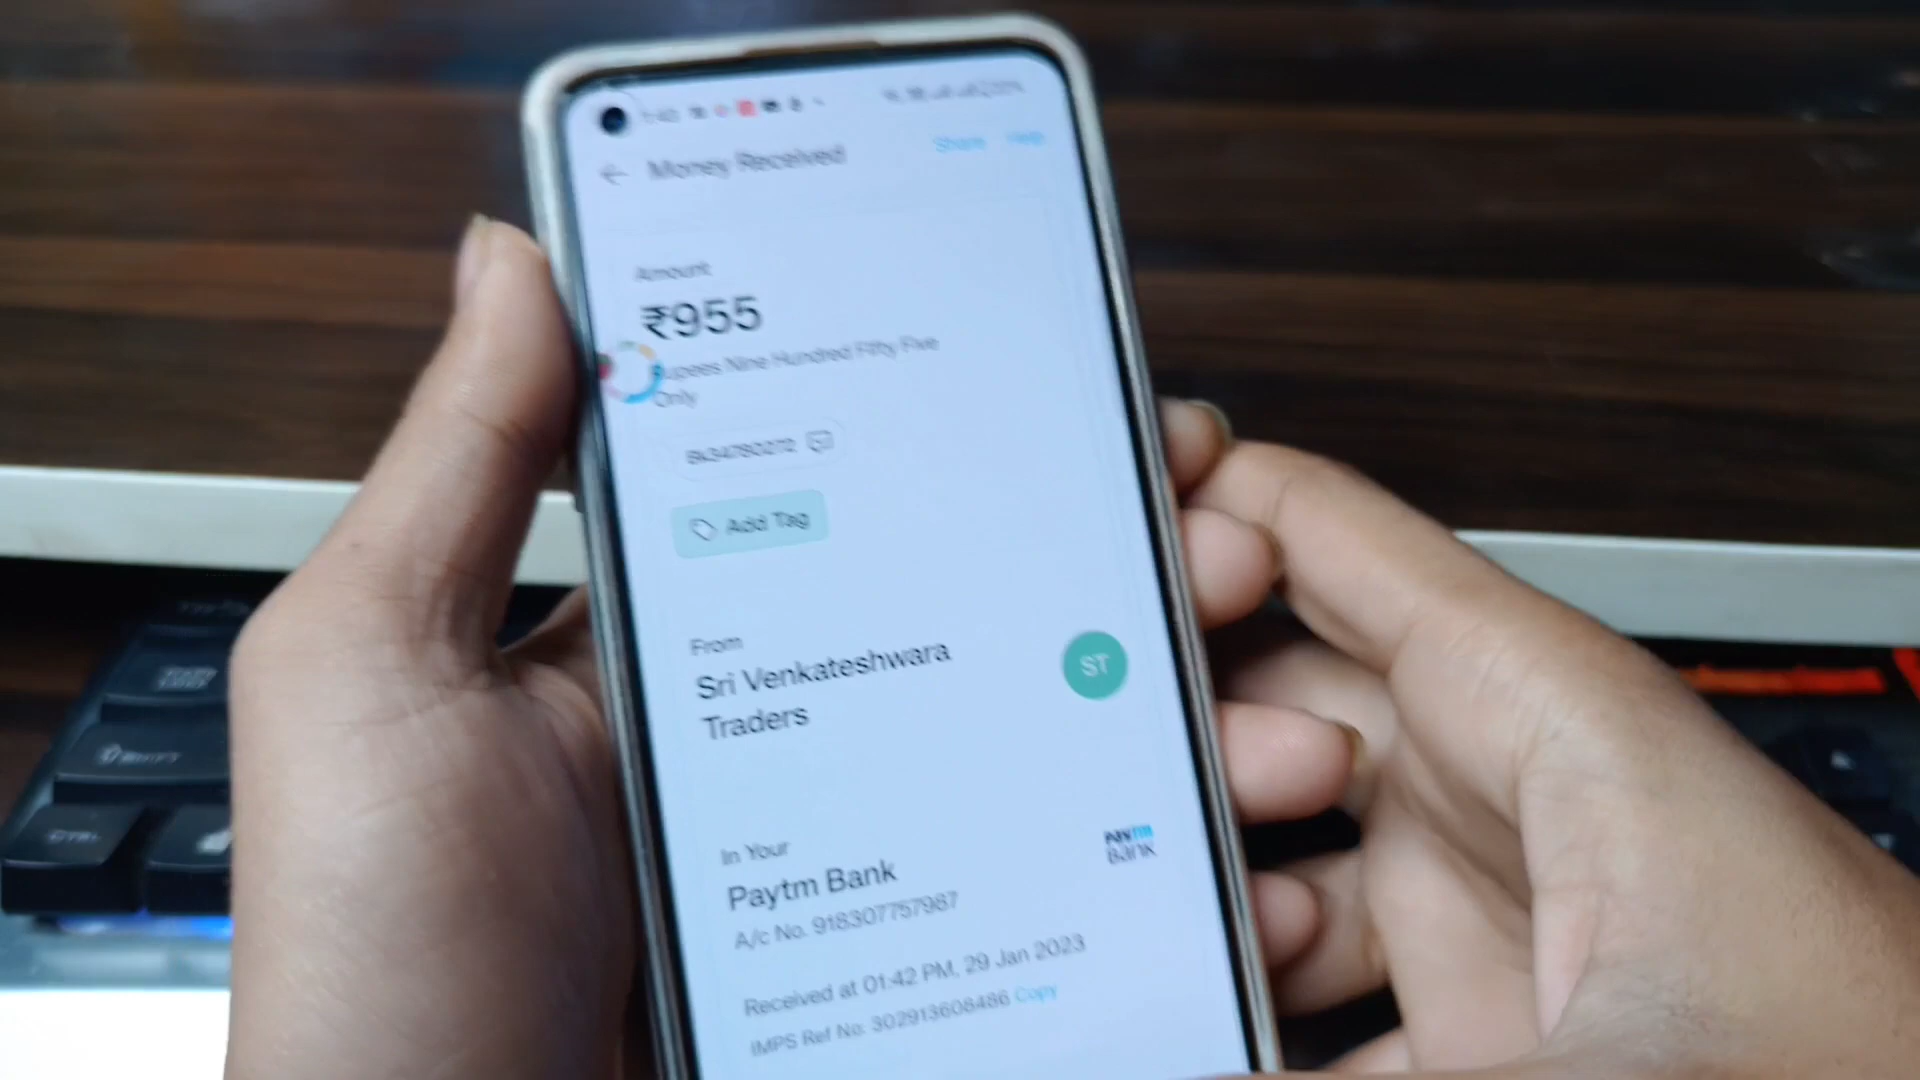 Money Received
Share Help
Amount
₹955
Rupees Nine Hundred Fifty Five
Only
Add Tag
From
Sri Venkateshwara
Traders
ST
In Your
Paytm Bank
paytm
Bank
A/c No. 918307757987
Received at 01:42 PM, 29 Jan 2023
IMPS Ref No: 302913608486 Copy